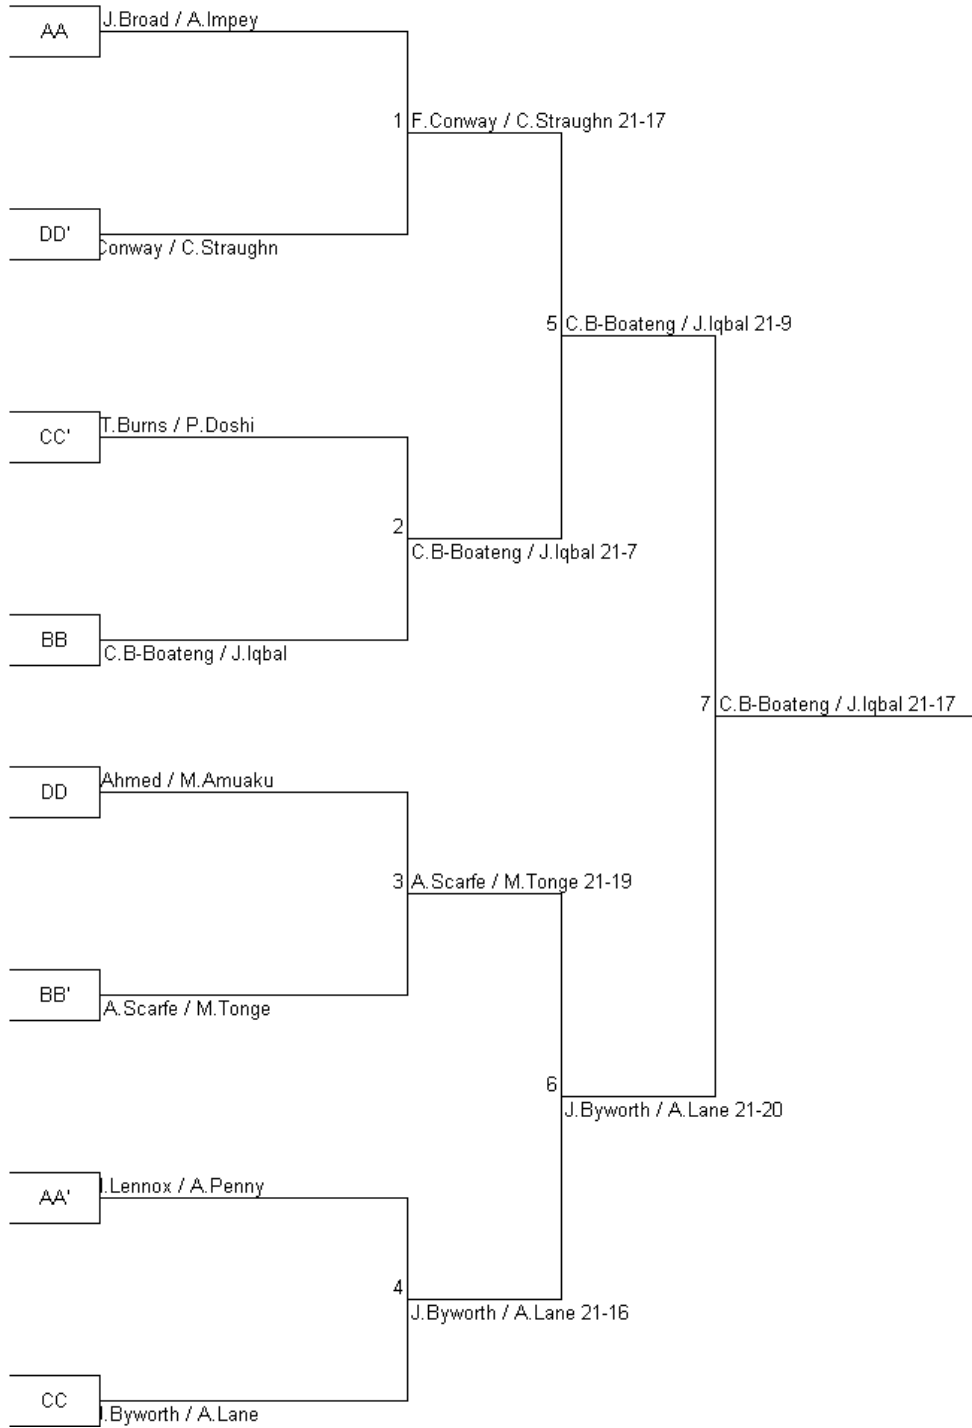 AA
J.Broad / A.Impey
1 F.Conway / C.Straughn 21-17
DD'
Conway / C.Straughn
5 C.B-Boateng / J.Iqbal 21-9
CC'
T.Burns / P.Doshi
2
C.B-Boateng / J.Iqbal 21-7
BB
C.B-Boateng / J.Iqbal
7 C.B-Boateng / J.Iqbal 21-17
DD
Ahmed / M.Amuaku
3 A.Scarfe / M.Tonge 21-19
BB'
A.Scarfe / M.Tonge
6
J.Byworth / A.Lane 21-20
AA'
.Lennox / A.Penny
4
J.Byworth / A.Lane 21-16
CC
.Byworth / A.Lane